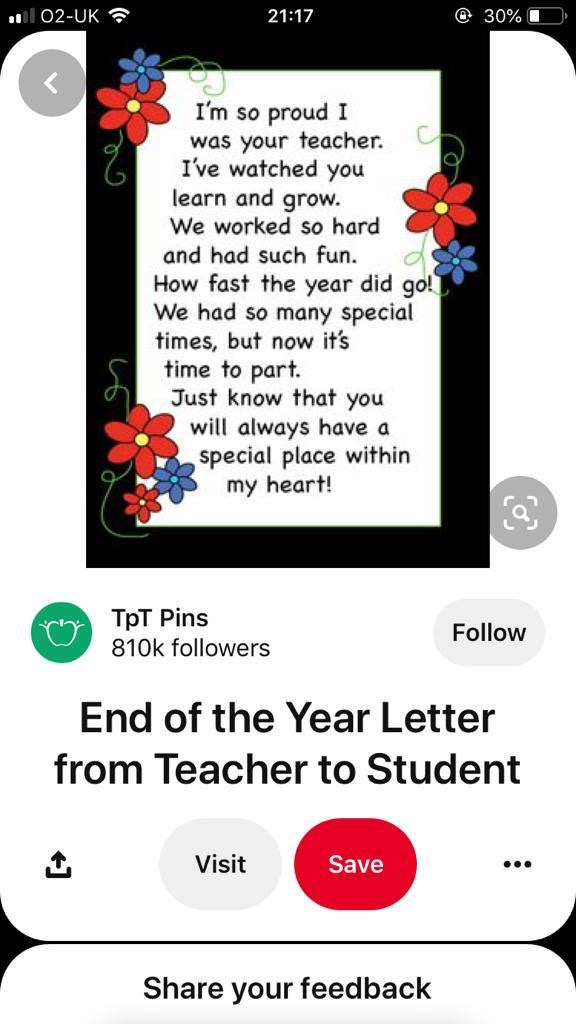 O2-UK 21:17 30%
I'm so proud I
was your teacher.
I've watched you
learn and grow.
We worked so hard
and had such fun.
How fast the year did go!
We had so many special
times, but now it's
time to part.
Just know that you
will always have a
special place within
my heart!
TpT Pins
810k followers
Follow
End of the Year Letter
from Teacher to Student
Visit
Save
Share your feedback